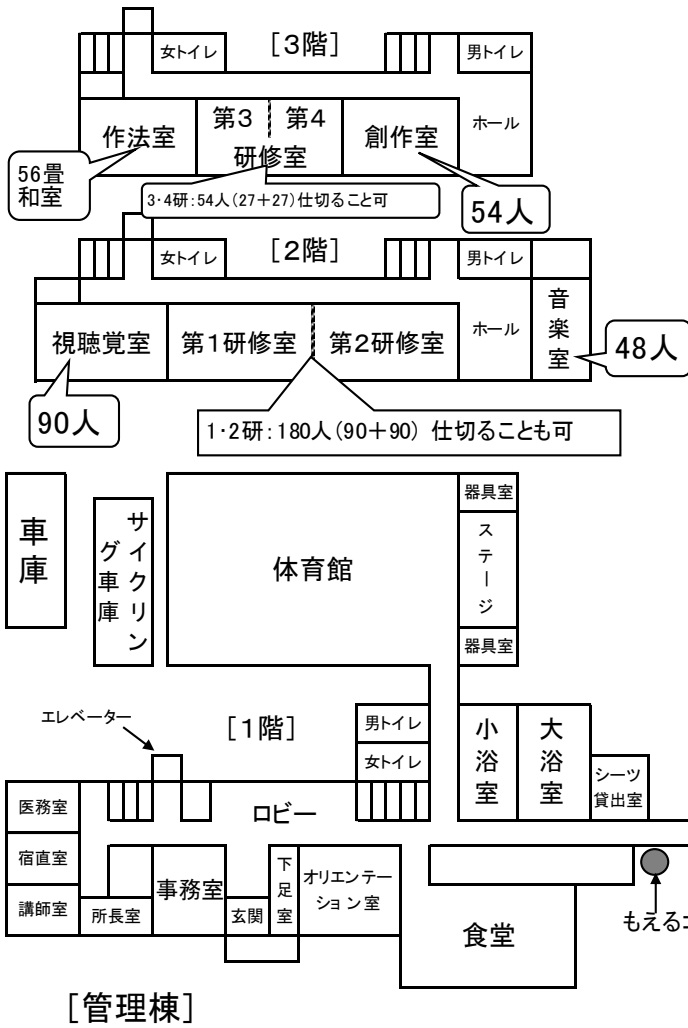 [3階]
女トイレ
男トイレ
作法室
第3
第4
研修室
創作室
ホール
56畳
和室
3・4研:54人(27+27)仕切ること可
54人
[2階]
女トイレ
男トイレ
視聴覚室
第1研修室
第2研修室
ホール
音楽室
48人
90人
1・2研:180人(90+90) 仕切ることも可
車庫
サイクリン
グ車庫
体育館
器具室
ステージ
器具室
エレベーター
[1階]
男トイレ
女トイレ
小浴室
大浴室
シーツ
貸出室
医務室
ロビー
宿直室
講師室
所長室
事務室
玄関
下足室
オリエンテー
ション室
食堂
もえるゴ
[管理棟]